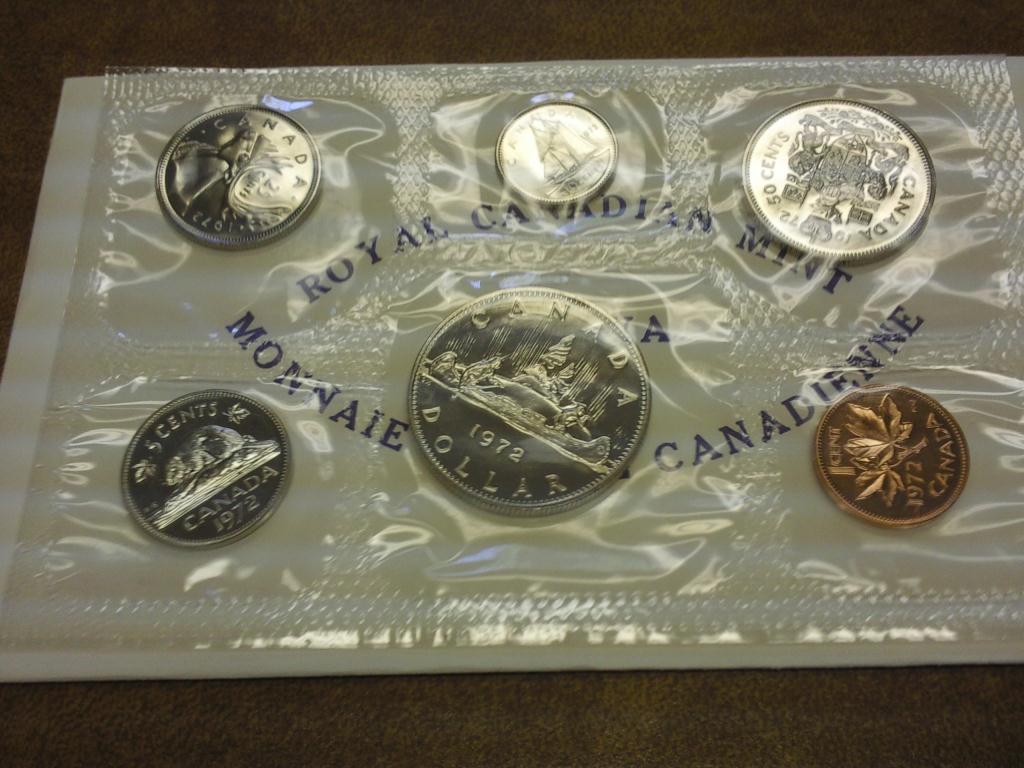 CANADA
1972
CANADA
50 CENTS
CANADA
ROYAL CANADIAN MINT
MONNAIE CANADIENNE
5 CENTS
CANADA
1972
CANADA
1972
DOLLAR
1 CENT
1972
CANADA